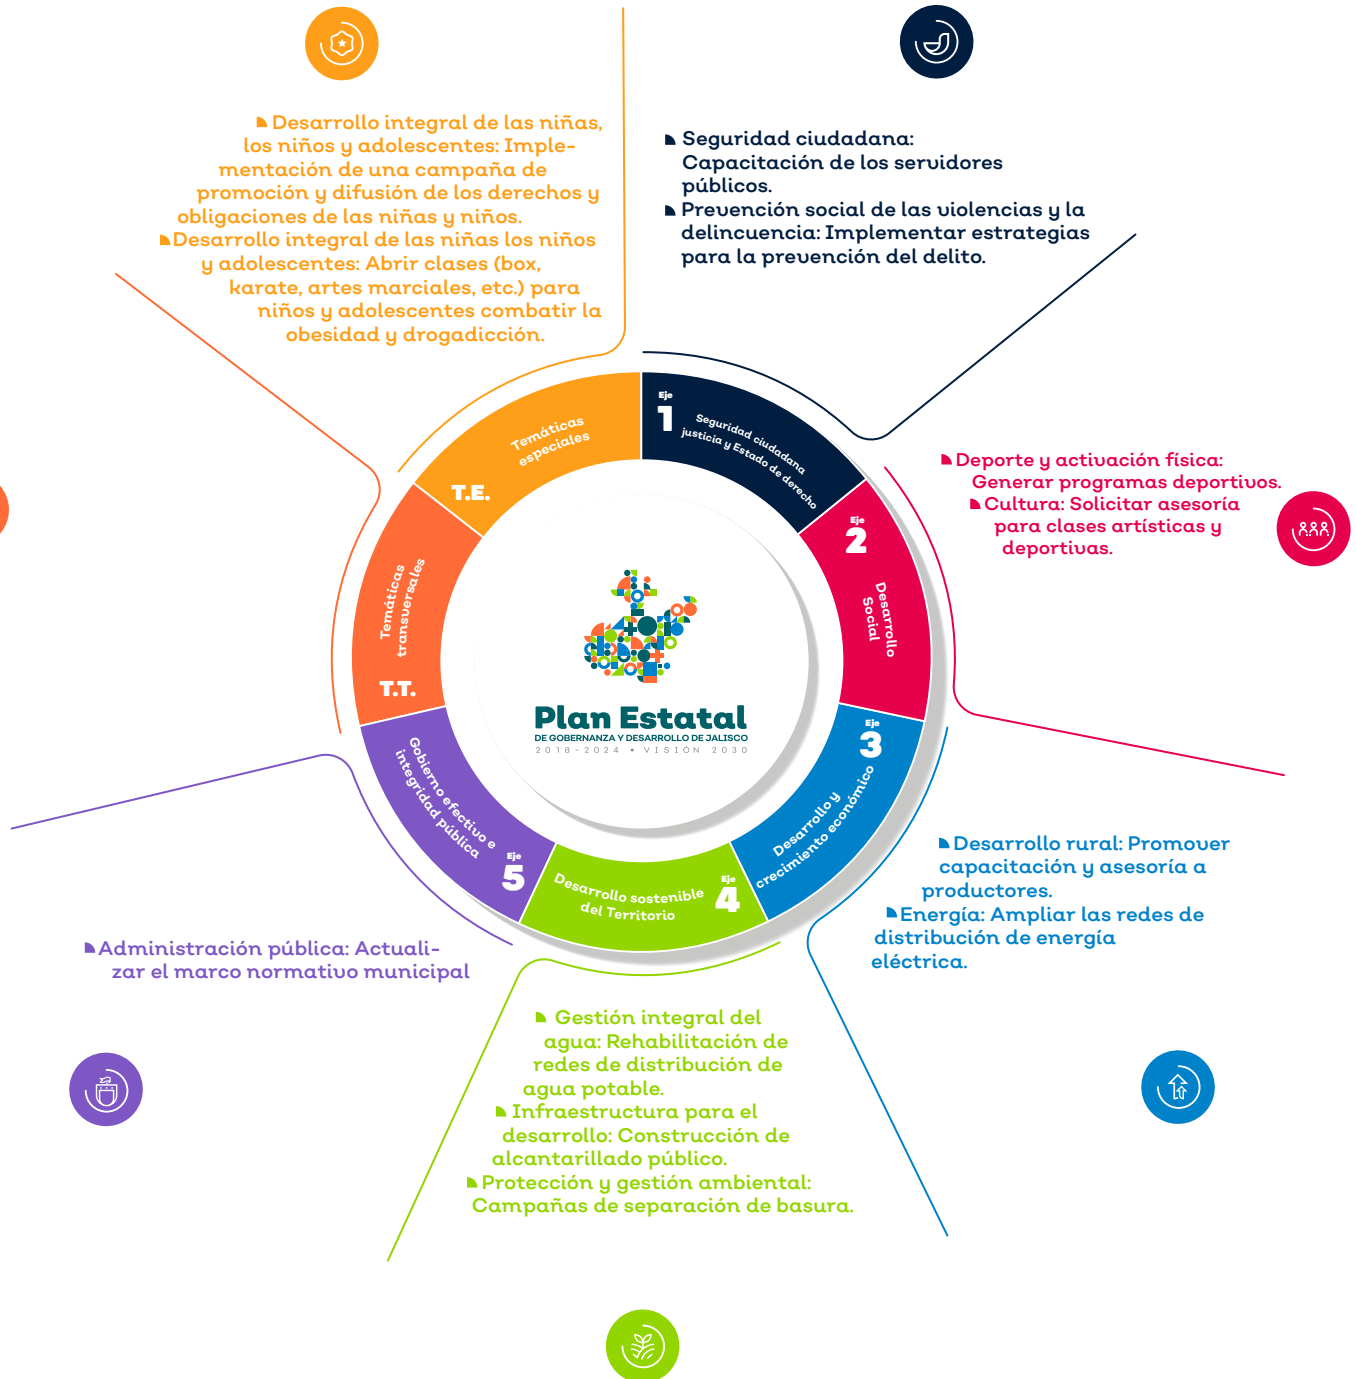 Desarrollo integral de las niñas,
los niños y adolescentes: Imple-
mentación de una campaña de
promoción y difusión de los derechos y
obligaciones de las niñas y niños.
Desarrollo integral de las niñas los niños
y adolescentes: Abrir clases (box,
karate, artes marciales, etc.) para
niños y adolescentes combatir la
obesidad y drogadicción.
Seguridad ciudadana:
Capacitación de los servidores
públicos.
Prevención social de las violencias y la
delincuencia: Implementar estrategias
para la prevención del delito.
Deporte y activación física:
Generar programas deportivos.
Cultura: Solicitar asesoría
para clases artísticas y
deportivas.
Desarrollo rural: Promover
capacitación y asesoría a
productores.
Energía: Ampliar las redes de
distribución de energía
eléctrica.
Gestión integral del
agua: Rehabilitación de
redes de distribución de
agua potable.
Infraestructura para el
desarrollo: Construcción de
alcantarillado público.
Protección y gestión ambiental:
Campañas de separación de basura.
Administración pública: Actuali-
zar el marco normativo municipal
Eje
1
Seguridad ciudadana
justicia y Estado de derecho
Eje
2
Desarrollo
Social
Eje
3
Desarrollo y
crecimiento económico
Eje
4
Desarrollo sostenible
del Territorio
Eje
5
Gobierno efectivo e
integridad pública
T.T.
Temáticas
transversales
T.E.
Temáticas
especiales
Plan Estatal
DE GOBERNANZA Y DESARROLLO DE JALISCO
2018-2024 • VISIÓN 2030